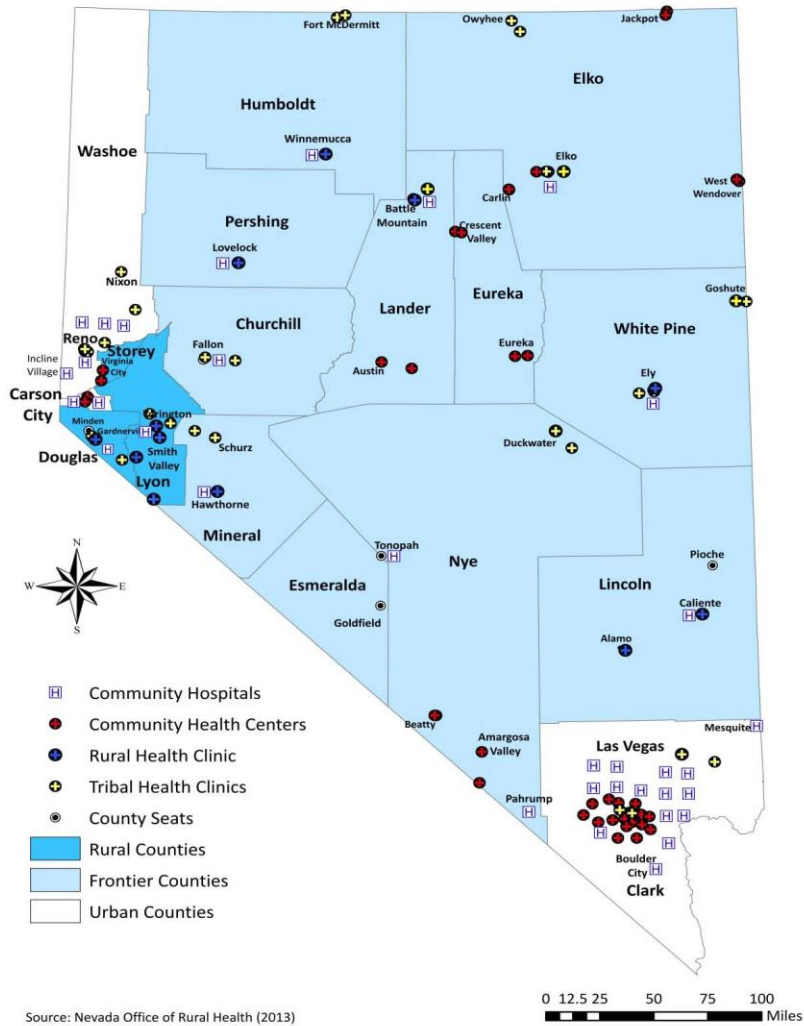 Fort McDermitt
Owyhee
Jackpot
Elko
Humboldt
Washoe
Winnemucca
Elko
Carlin
West
Wendover
Battle
Mountain
Pershing
Crescent
Valley
Lovelock
Nixon
Goshute
Lander
Eureka
Churchill
White Pine
Reno
Storey
Fallon
Virginia
City
Incline
Village
Eureka
Austin
Ely
Carson
City
Minden
Yerington
Gardnerville
Schurz
Duckwater
Douglas
Smith
Valley
Lyon
Hawthorne
Mineral
Tonopah
Nye
Pioche
Esmeralda
Lincoln
Goldfield
Caliente
Alamo
N
W
E
S
Beatty
Amargosa
Valley
Mesquite
Las Vegas
Pahrump
Boulder
City
Clark
H Community Hospitals
Community Health Centers
Rural Health Clinic
Tribal Health Clinics
County Seats
Rural Counties
Frontier Counties
Urban Counties
Source: Nevada Office of Rural Health (2013)
0 12.5 25 50 75 100
Miles